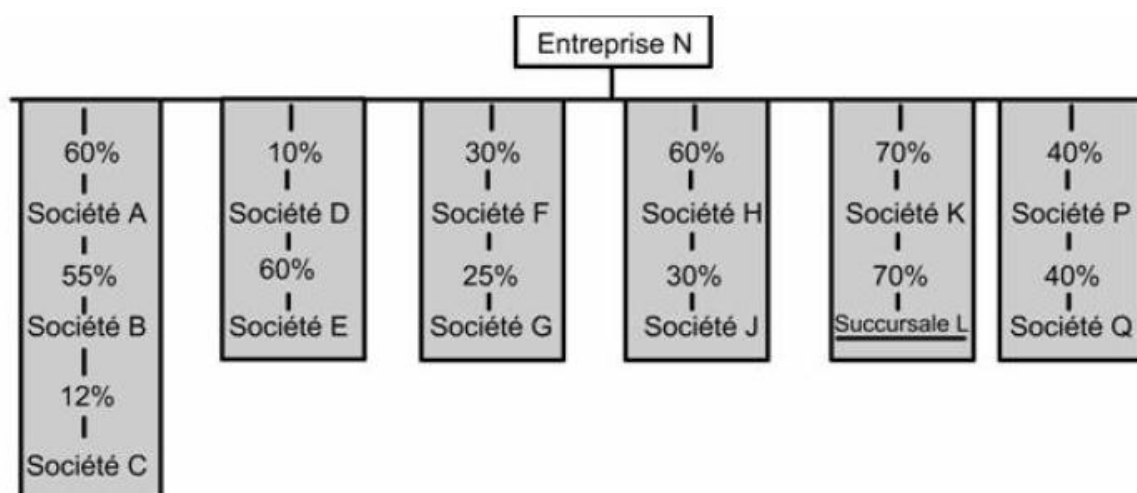 Entreprise N
60% 10% 30% 60% 70% 40%
Société A Société D Société F Société H Société K Société P
55% 60% 25% 30% 70% 40%
Société B Société E Société G Société J Succursale L Société Q
12%
Société C